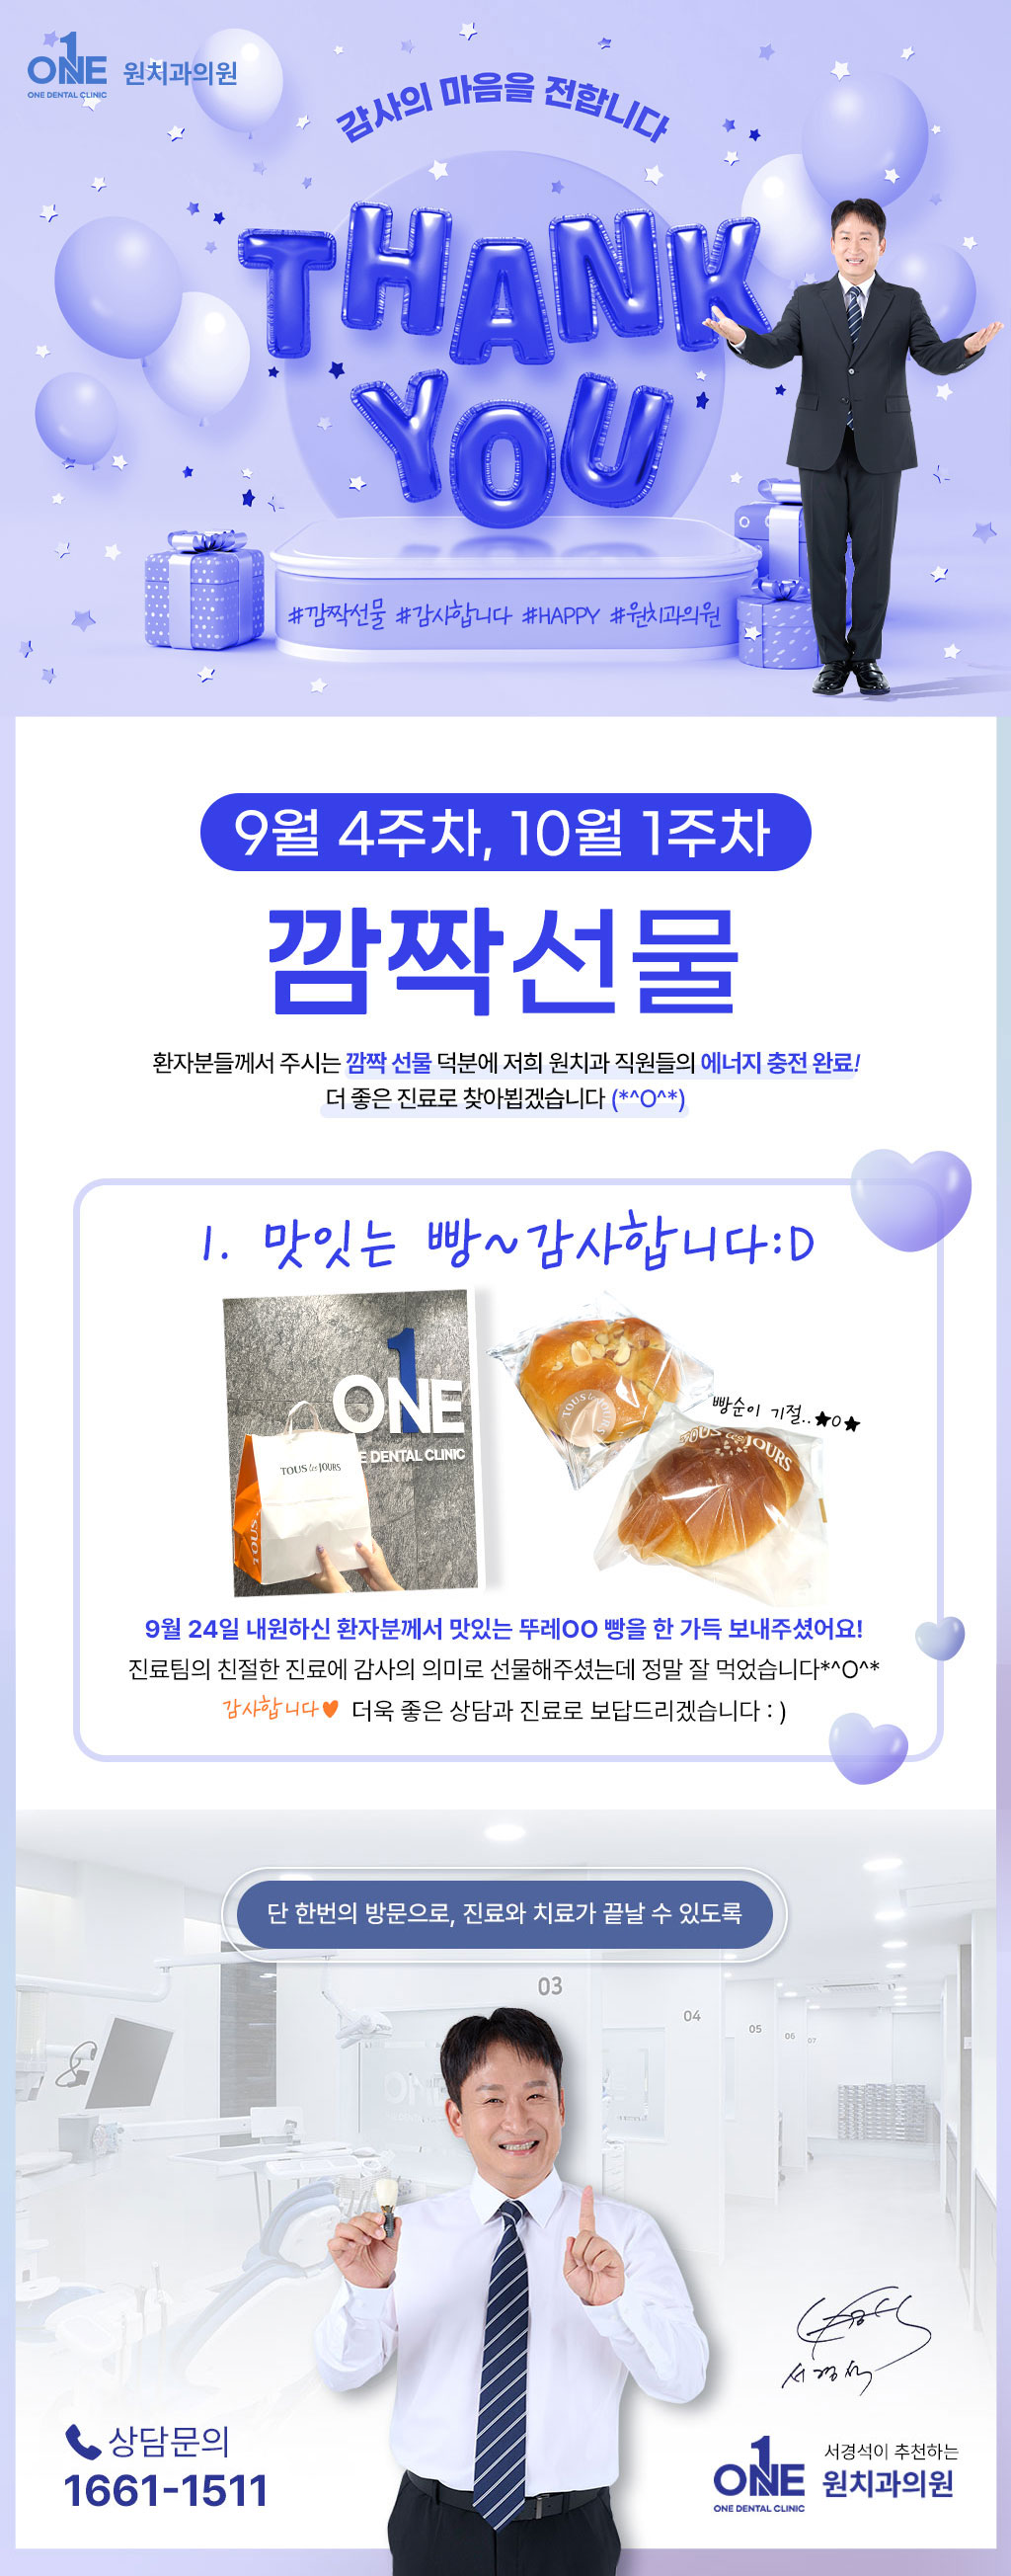 1
ONE
ONE DENTAL CLINIC
원치과의원
감사의 마음을 전합니다
THANK
YOU
#깜짝선물 #감사합니다 #HAPPY #원치과의원
9월 4주차, 10월 1주차
깜짝선물
환자분들께서 주시는 깜짝 선물 덕분에 저희 원치과 직원들의 에너지 충전 완료!
더 좋은 진료로 찾아뵙겠습니다 (*^O^*)
1. 맛있는 빵~감사합니다:D
1
ONE
E DENTAL CLINIC
TOUS les JOURS
TOUS
TOUS les JOURS
빵순이 기절..★o★
TOUS les JOURS
9월 24일 내원하신 환자분께서 맛있는 뚜레OO 빵을 한 가득 보내주셨어요!
진료팀의 친절한 진료에 감사의 의미로 선물해주셨는데 정말 잘 먹었습니다*^O^*
감사합니다♥ 더욱 좋은 상담과 진료로 보답드리겠습니다 : )
단 한번의 방문으로, 진료와 치료가 끝날 수 있도록
03
04
05
06
07
ONE
서경석
상담문의
1661-1511
1
ONE
ONE DENTAL CLINIC
서경석이 추천하는
원치과의원